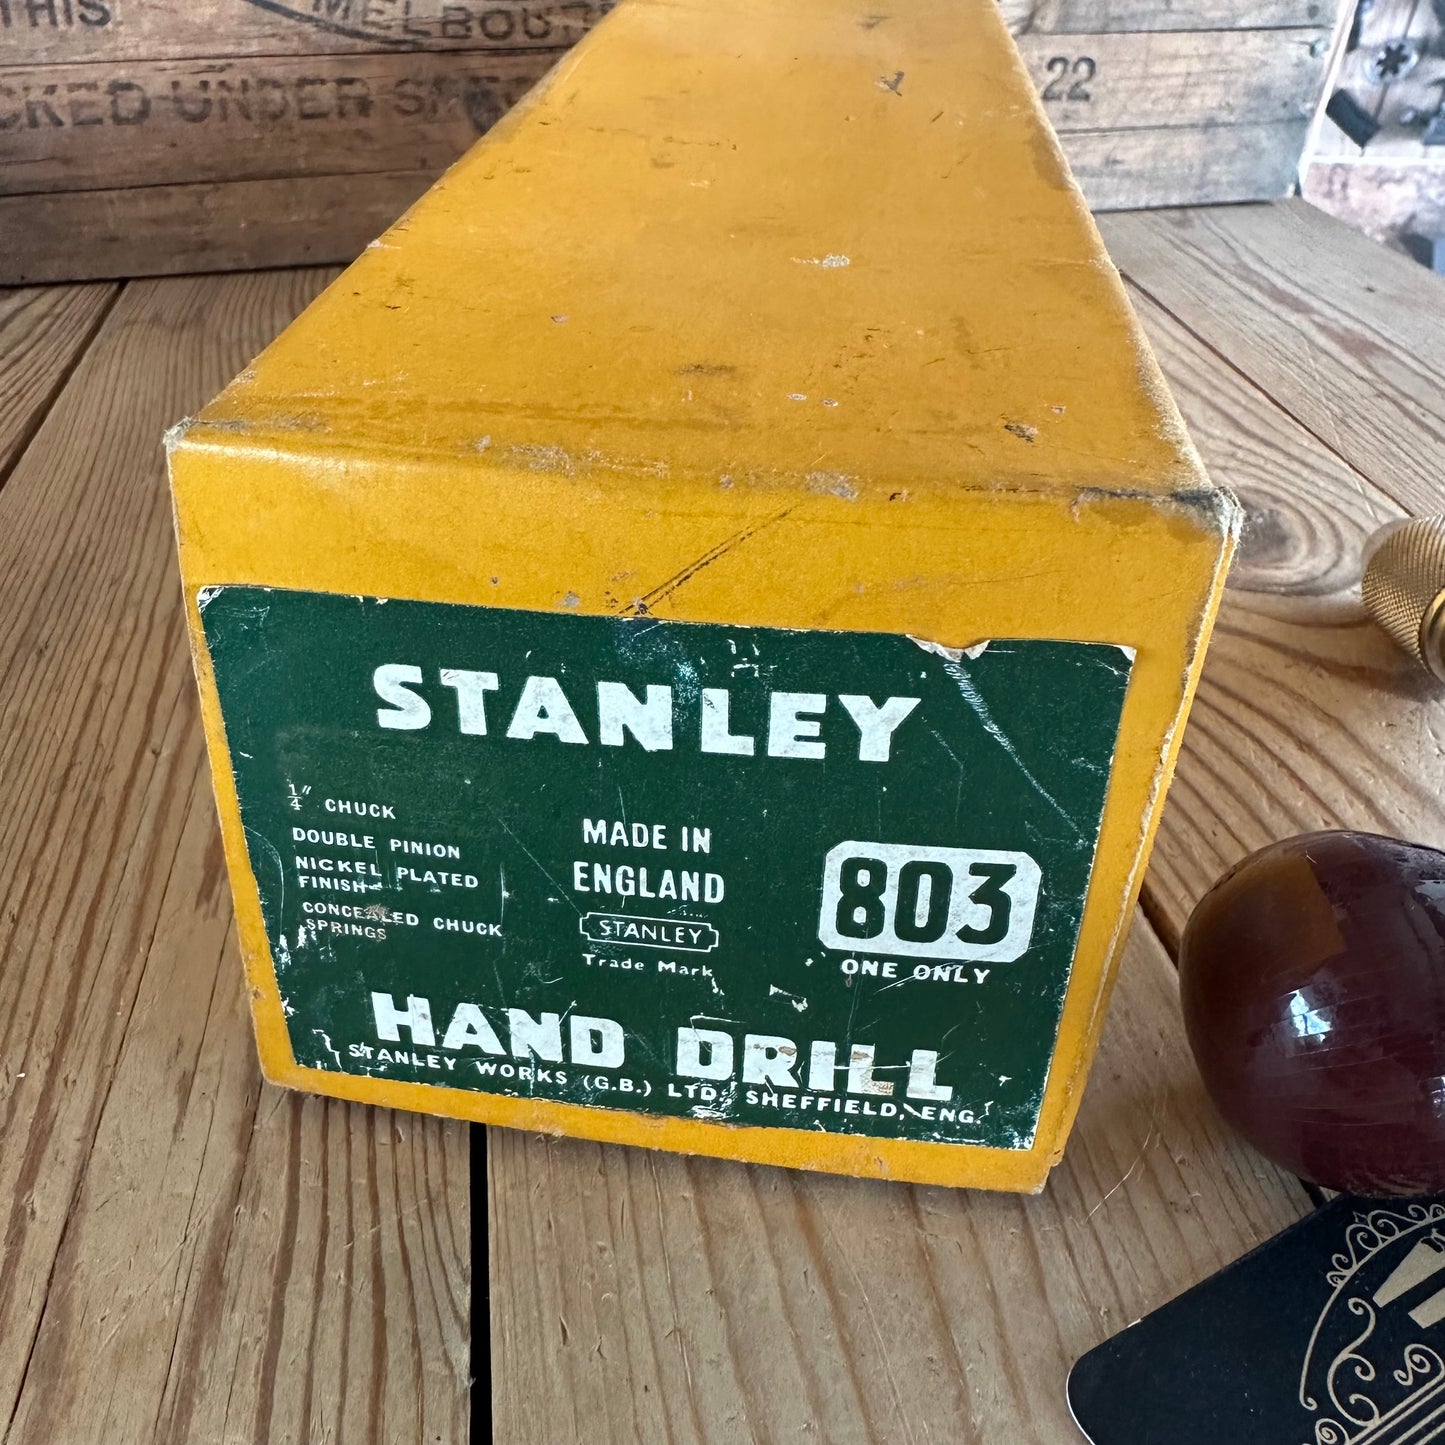 THIS
UNDER
22
STANLEY
1/4" CHUCK
DOUBLE PINION
NICKEL PLATED
FINISH
CONCEALED CHUCK
SPRINGS
MADE IN
ENGLAND
STANLEY
Trade Mark
803
ONE ONLY
HAND DRILL
STANLEY WORKS (G.B.) LTD. SHEFFIELD, ENG.